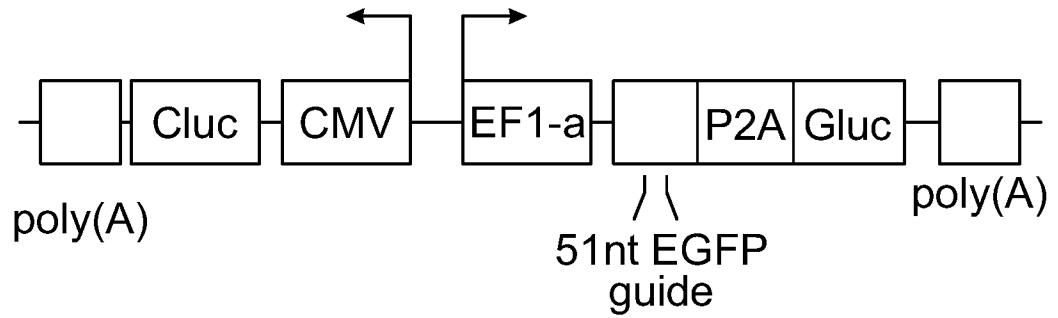 Cluc CMV EF1-a P2A Gluc
poly(A) poly(A)
51nt EGFP
guide